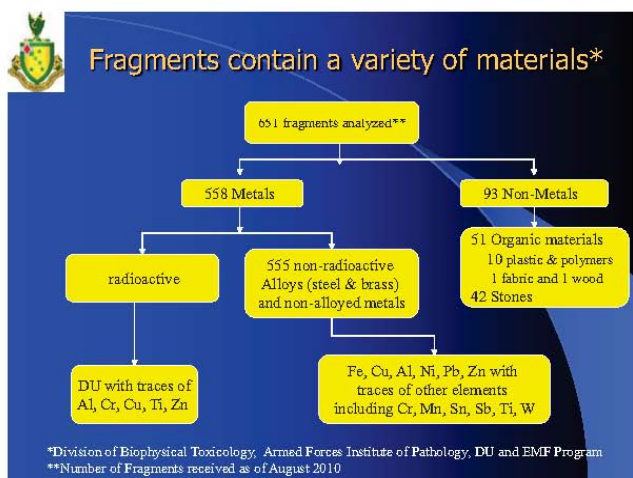 Fragments contain a variety of materials*
651 fragments analyzed**
558 Metals
93 Non-Metals
radioactive
555 non-radioactive
Alloys (steel & brass)
and non-alloyed metals
51 Organic materials
10 plastic & polymers
1 fabric and 1 wood
42 Stones
DU with traces of
Al, Cr, Cu, Ti, Zn
Fe, Cu, Al, Ni, Pb, Zn with
traces of other elements
including Cr, Mn, Sn, Sb, Ti, W
*Division of Biophysical Toxicology, Armed Forces Institute of Pathology, DU and EMF Program
**Number of Fragments received as of August 2010